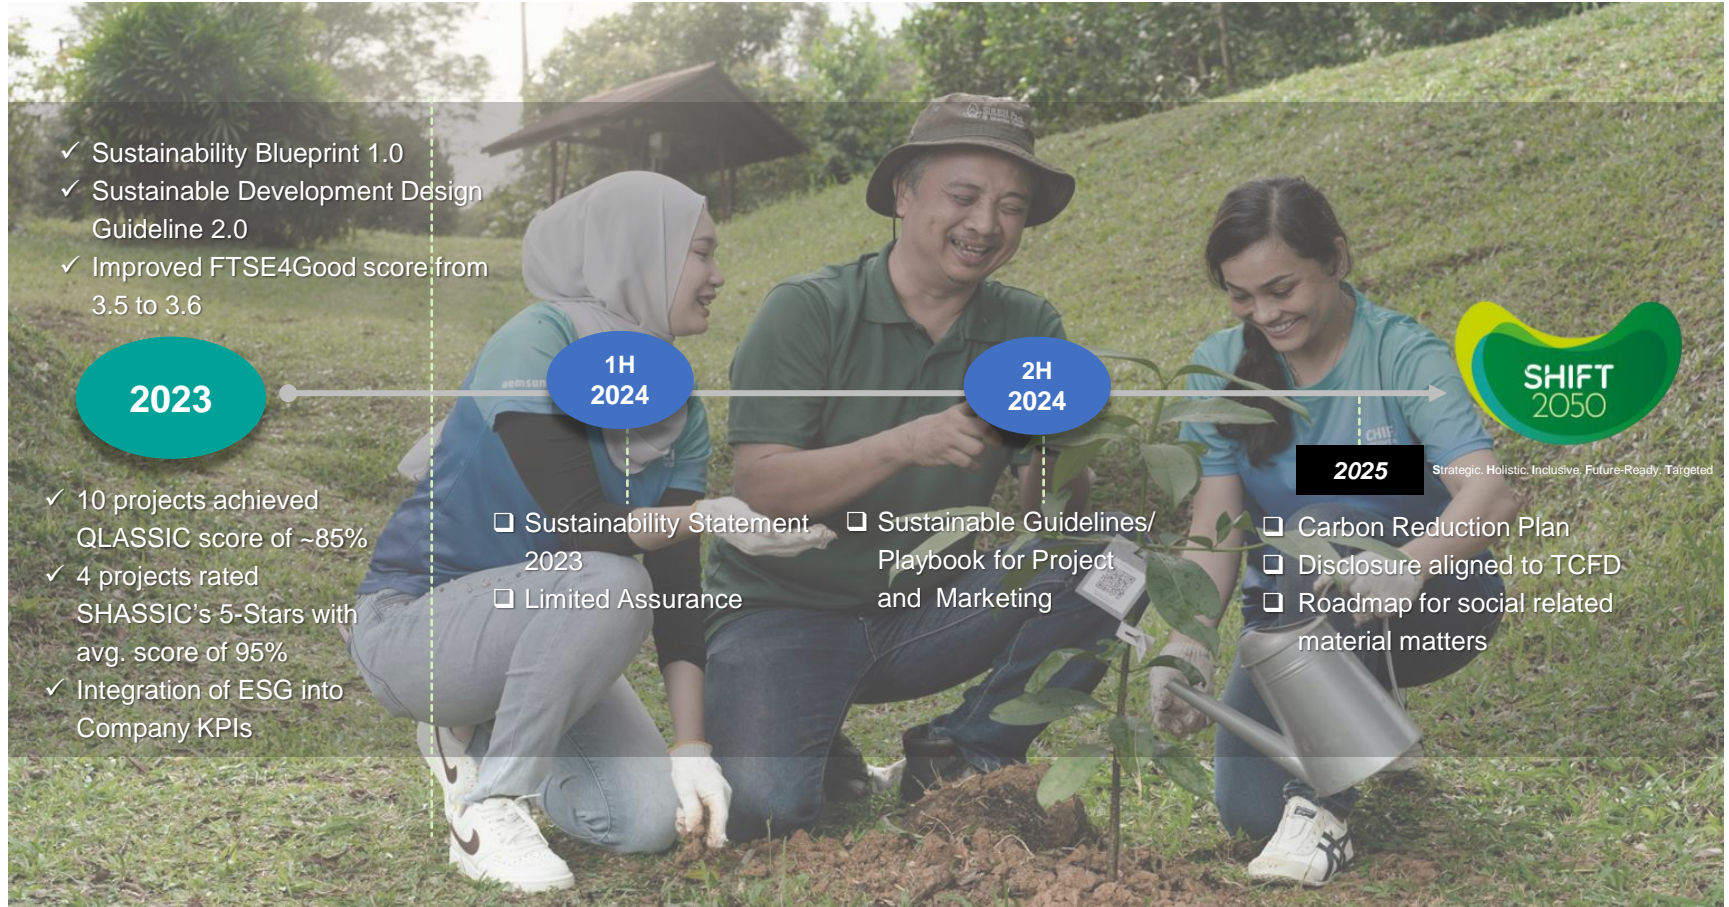 ✓ Sustainability Blueprint 1.0
✓ Sustainable Development Design
Guideline 2.0
✓ Improved FTSE4Good score from
3.5 to 3.6
2023
1H
2024
2H
2024
SHIFT
2050
Strategic. Holistic. Inclusive. Future-Ready. Targeted
2025
✓ 10 projects achieved
QLASSIC score of ~85%
✓ 4 projects rated
SHASSIC’s 5-Stars with
avg. score of 95%
✓ Integration of ESG into
Company KPIs
❑ Sustainability Statement
2023
❑ Limited Assurance
❑ Sustainable Guidelines/
Playbook for Project
and Marketing
❑ Carbon Reduction Plan
❑ Disclosure aligned to TCFD
❑ Roadmap for social related
material matters